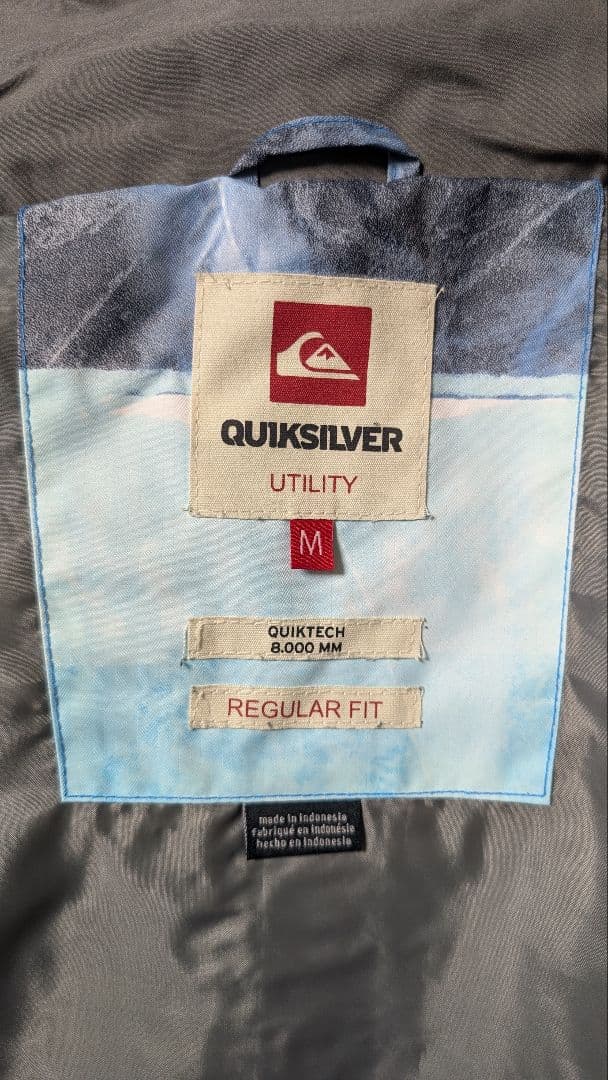 QUIKSILVER
UTILITY
M
QUIKTECH
8.000 MM
REGULAR FIT
made in Indonesia
fabriqué en Indonésie
hecho en Indonesia